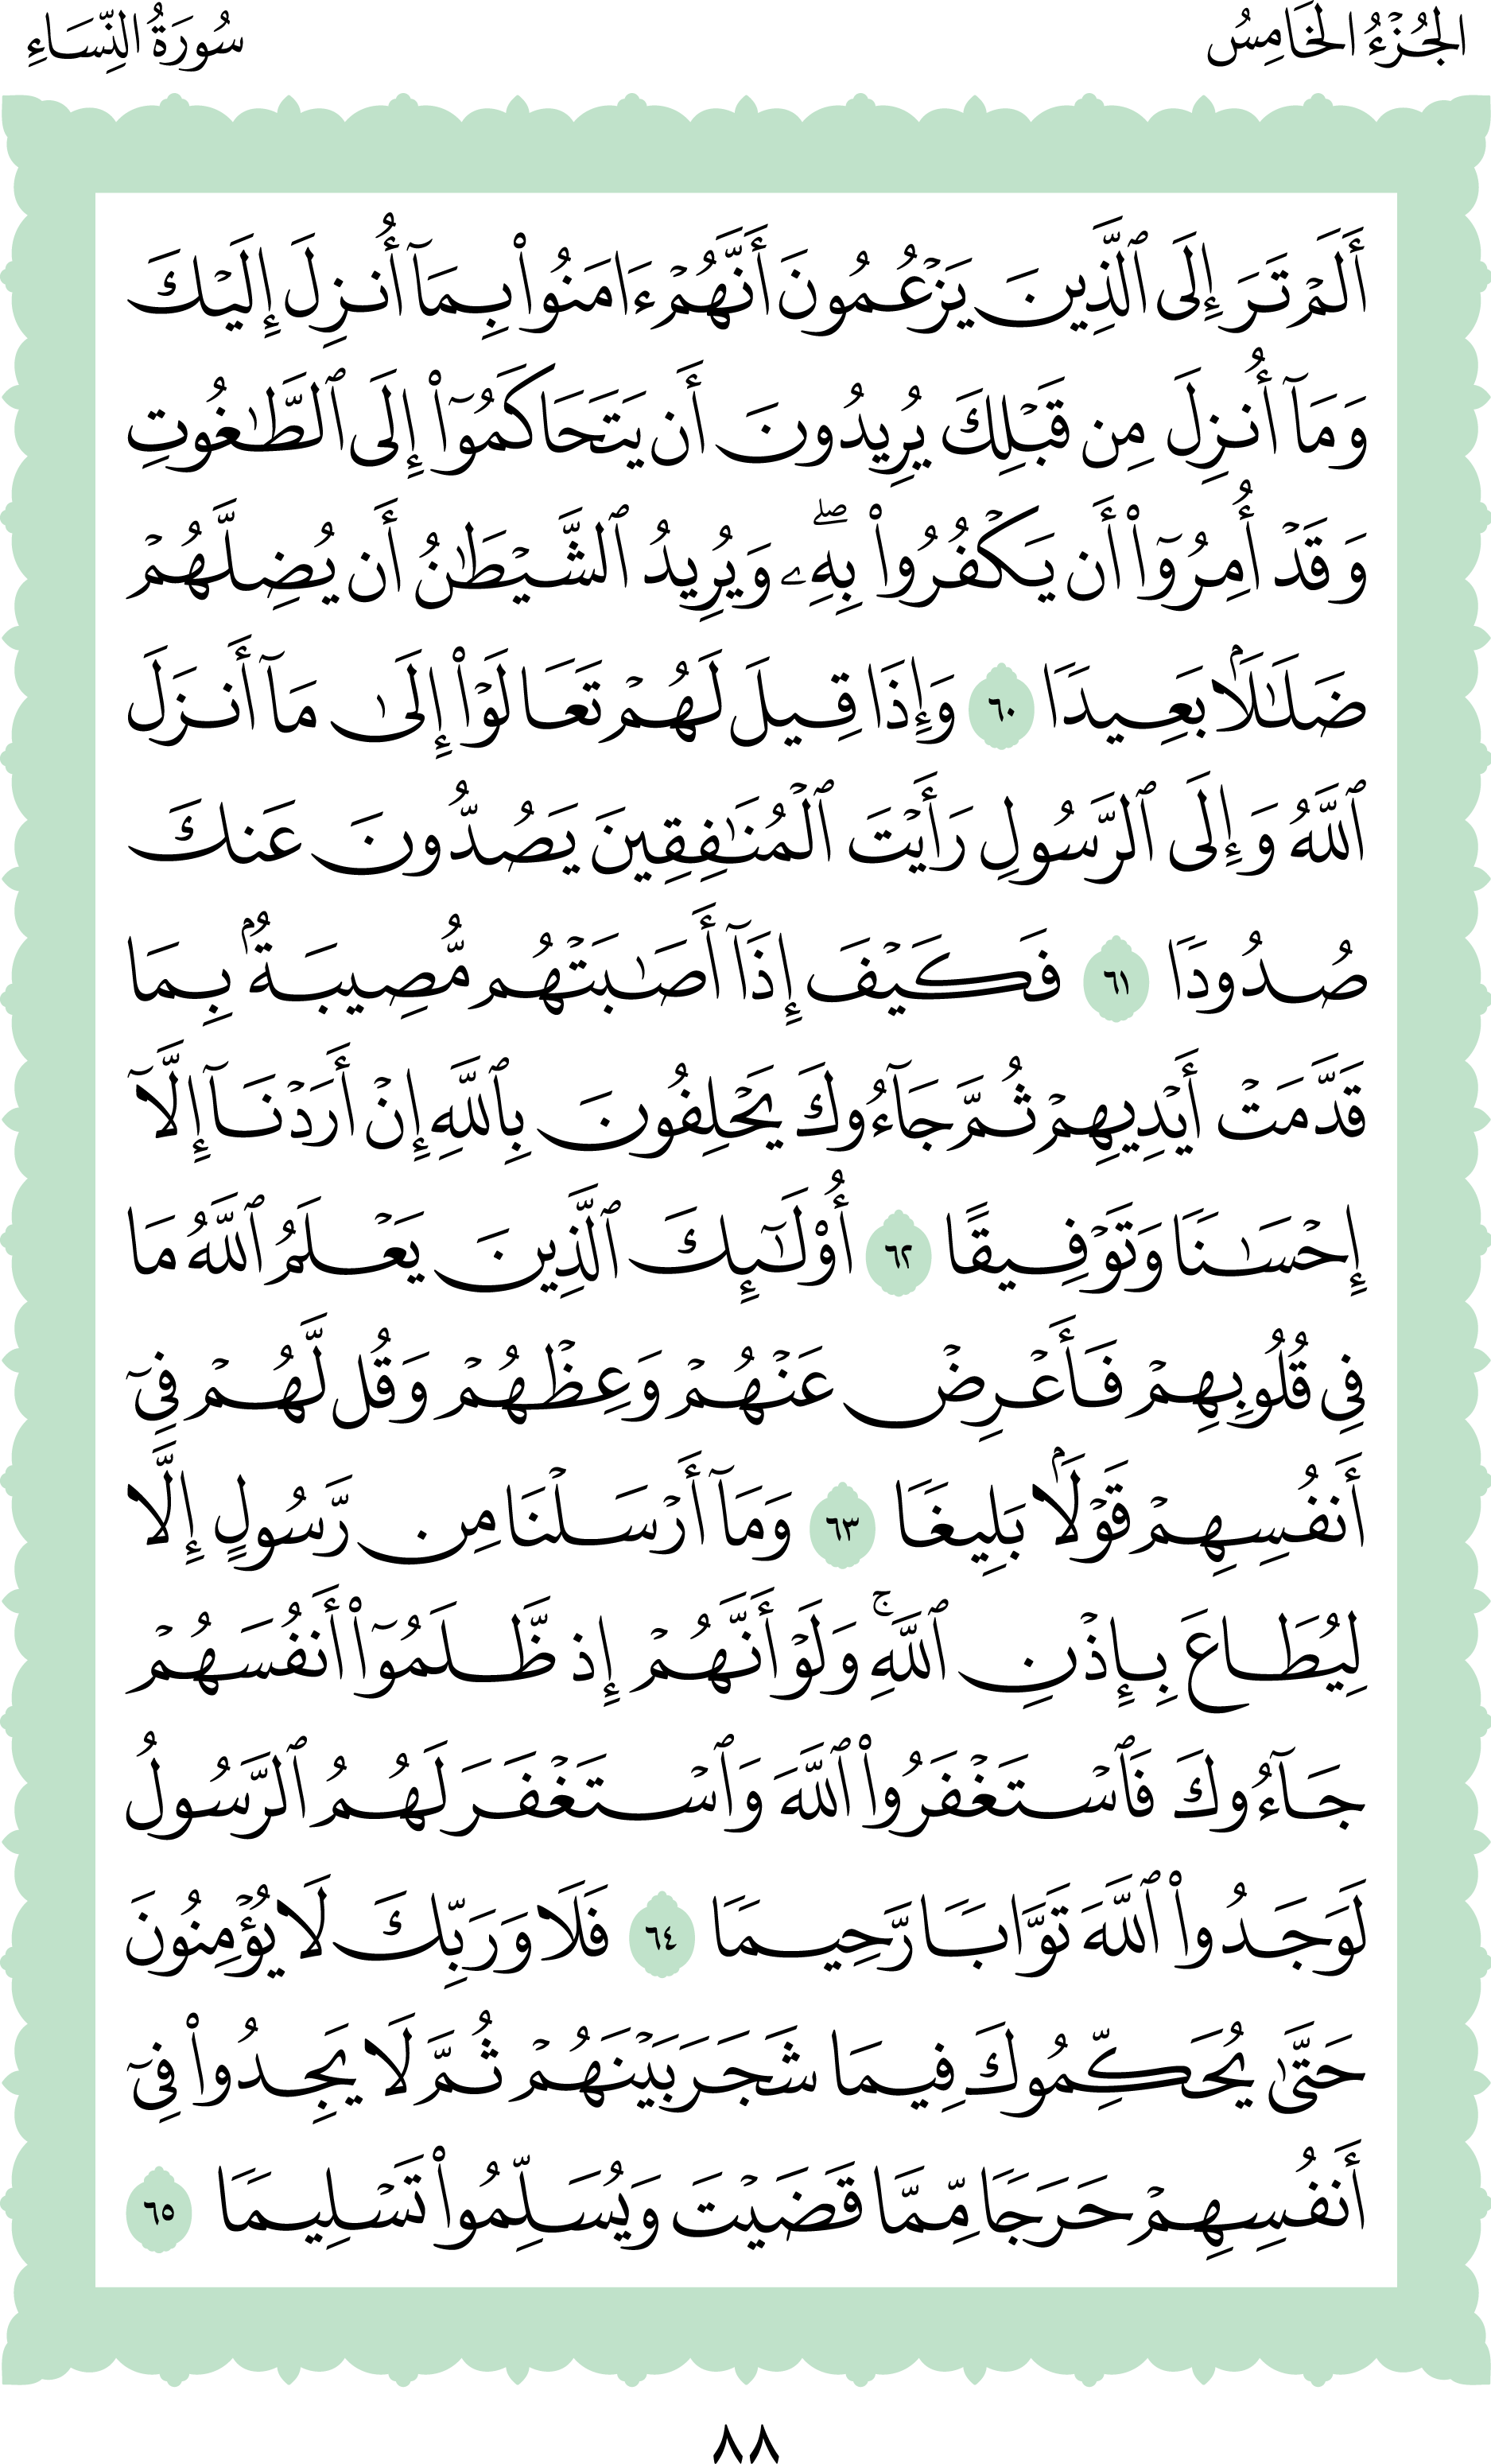 الجُزْءُ الخَامِسُ
سُورَةُ النِّسَاءِ
أَلَمۡ تَرَ إِلَى ٱلَّذِينَ يَزۡعُمُونَ أَنَّهُمۡ ءَامَنُواْ بِمَآ أُنزِلَ إِلَيۡكَ
وَمَآ أُنزِلَ مِن قَبۡلِكَ يُرِيدُونَ أَن يَتَحَاكَمُوٓاْ إِلَى ٱلطَّٰغُوتِ
وَقَدۡ أُمِرُوٓاْ أَن يَكۡفُرُواْ بِهِۦۖ وَيُرِيدُ ٱلشَّيۡطَٰنُ أَن يُضِلَّهُمۡ
ضَلَٰلَۢا بَعِيدٗا ٦٠ وَإِذَا قِيلَ لَهُمۡ تَعَالَوۡاْ إِلَىٰ مَآ أَنزَلَ
ٱللَّهُ وَإِلَى ٱلرَّسُولِ رَأَيۡتَ ٱلۡمُنَٰفِقِينَ يَصُدُّونَ عَنكَ
صُدُودٗا ٦١ فَكَيۡفَ إِذَآ أَصَٰبَتۡهُم مُّصِيبَةُۢ بِمَا
قَدَّمَتۡ أَيۡدِيهِمۡ ثُمَّ جَآءُوكَ يَحۡلِفُونَ بِٱللَّهِ إِنۡ أَرَدۡنَآ إِلَّآ
إِحۡسَٰنٗا وَتَوۡفِيقًا ٦٢ أُوْلَٰٓئِكَ ٱلَّذِينَ يَعۡلَمُ ٱللَّهُ مَا
فِي قُلُوبِهِمۡ فَأَعۡرِضۡ عَنۡهُمۡ وَعِظۡهُمۡ وَقُل لَّهُمۡ فِيٓ
أَنفُسِهِمۡ قَوۡلَۢا بَلِيغٗا ٦٣ وَمَآ أَرۡسَلۡنَا مِن رَّسُولٍ إِلَّا
لِيُطَاعَ بِإِذۡنِ ٱللَّهِۚ وَلَوۡ أَنَّهُمۡ إِذ ظَّلَمُوٓاْ أَنفُسَهُمۡ
جَآءُوكَ فَٱسۡتَغۡفَرُواْ ٱللَّهَ وَٱسۡتَغۡفَرَ لَهُمُ ٱلرَّسُولُ
لَوَجَدُواْ ٱللَّهَ تَوَّابٗا رَّحِيمٗا ٦٤ فَلَا وَرَبِّكَ لَا يُؤۡمِنُونَ
حَتَّىٰ يُحَكِّمُوكَ فِيمَا شَجَرَ بَيۡنَهُمۡ ثُمَّ لَا يَجِدُواْ فِيٓ
أَنفُسِهِمۡ حَرَجٗا مِّمَّا قَضَيۡتَ وَيُسَلِّمُواْ تَسۡلِيمٗا ٦٥
٨٨